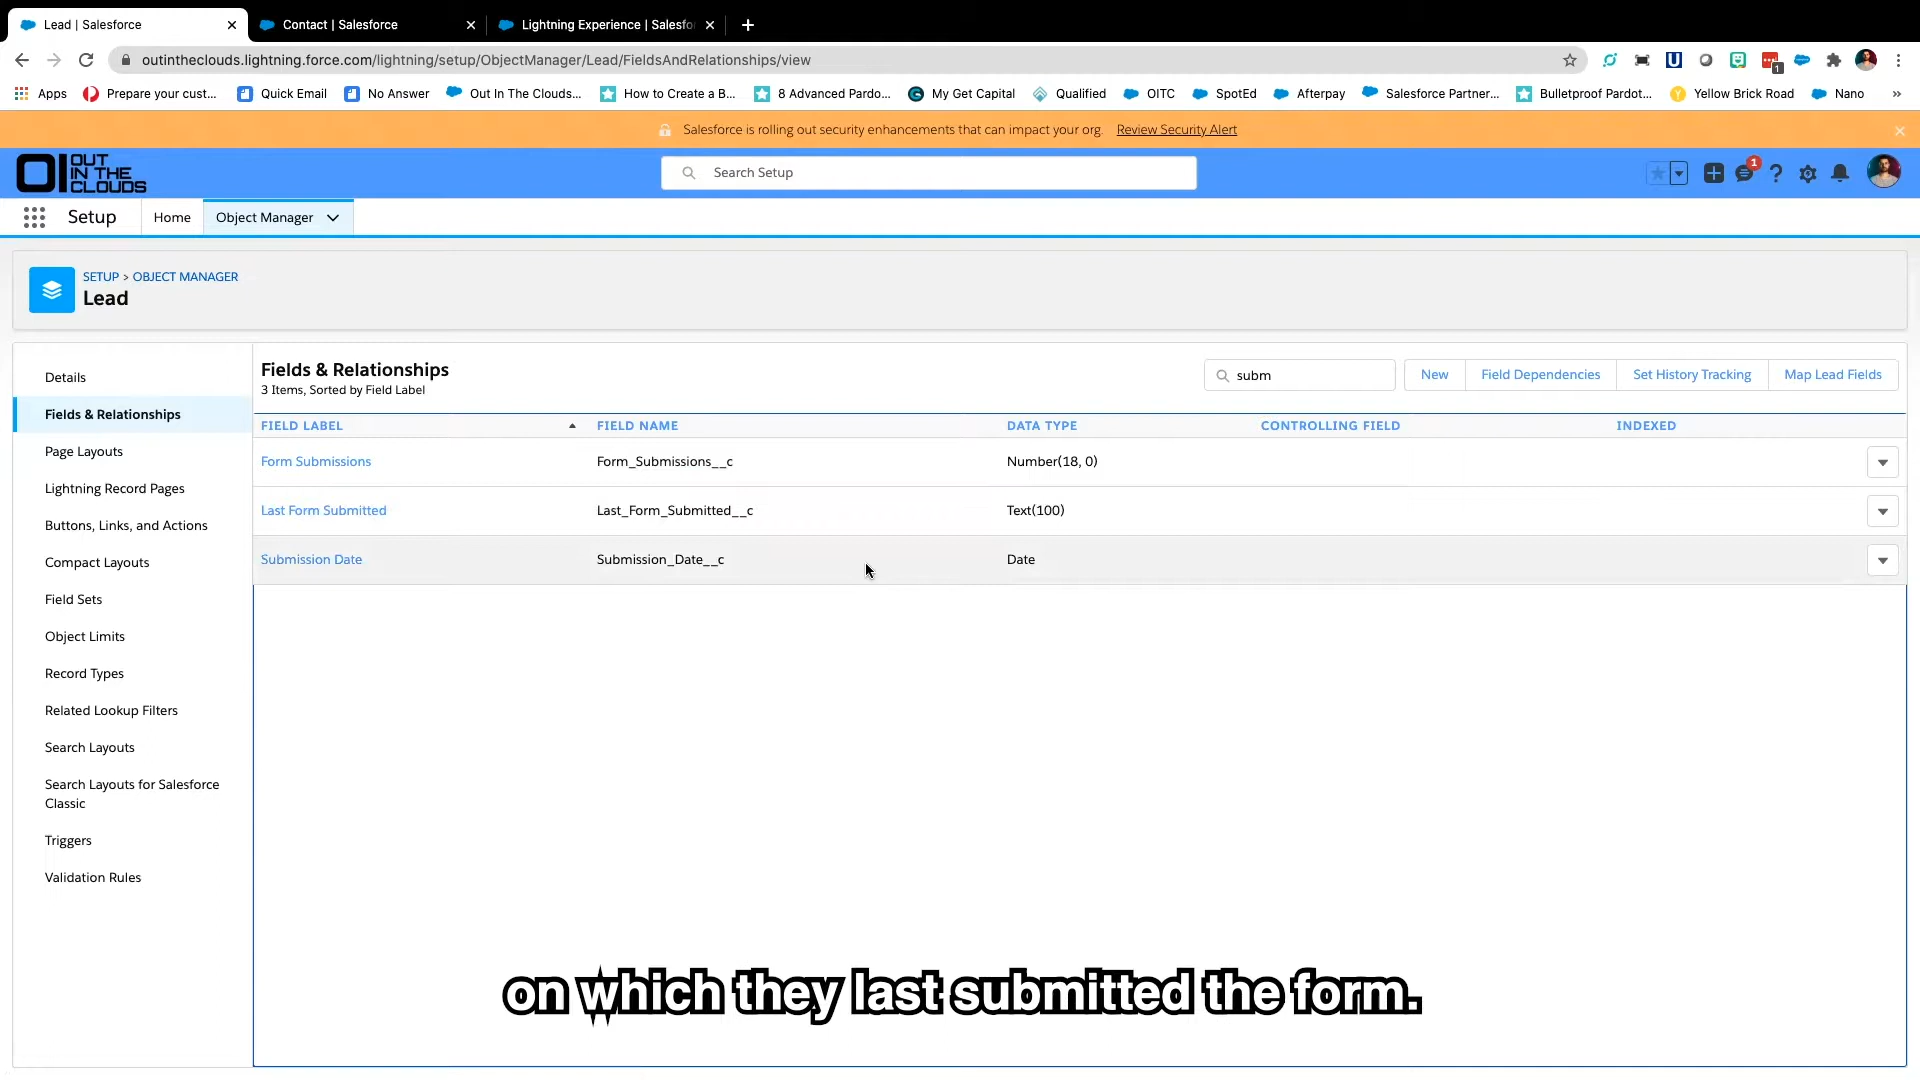 Lead | Salesforce
Contact | Salesforce
Lightning Experience | Salesfo
outintheclouds.lightning.force.com/lightning/setup/ObjectManager/Lead/FieldsAndRelationships/view
1
Apps
Prepare your cust...
Quick Email
No Answer
Out In The Clouds...
How to Create a B...
8 Advanced Pardo...
My Get Capital
Qualified
OITC
SpotEd
Afterpay
Salesforce Partner...
Bulletproof Pardot...
Yellow Brick Road
Nano
»
Salesforce is rolling out security enhancements that can impact your org. Review Security Alert
OI OUT
IN THE
CLOUDS
Search Setup
1
Setup
Home
Object Manager
SETUP > OBJECT MANAGER
Lead
Details
Fields & Relationships
Page Layouts
Lightning Record Pages
Buttons, Links, and Actions
Compact Layouts
Field Sets
Object Limits
Record Types
Related Lookup Filters
Search Layouts
Search Layouts for Salesforce
Classic
Triggers
Validation Rules
Fields & Relationships
3 Items, Sorted by Field Label
subm
New
Field Dependencies
Set History Tracking
Map Lead Fields
FIELD LABEL FIELD NAME DATA TYPE CONTROLLING FIELD INDEXED
Form Submissions Form_Submissions__c Number(18, 0)
Last Form Submitted Last_Form_Submitted__c Text(100)
Submission Date Submission_Date__c Date
on which they last submitted the form.